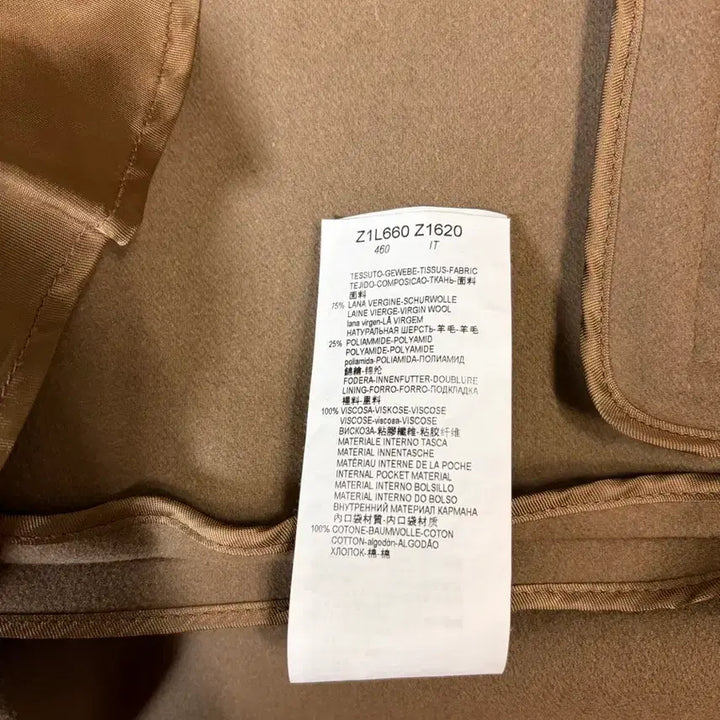 Z1L660 Z1620
460 IT
TESSUTO-GEWEBE-TISSUS-FABRIC
TEJIDO-COMPOSICAO-ТКАНЬ-面料
面料
75% LANA VERGINE-SCHURWOLLE
LAINE VIERGE-VIRGIN WOOL
lana virgen-LÃ VIRGEM
НАТУРАЛЬНАЯ ШЕРСТЬ-羊毛-羊毛
25% POLIAMMIDE-POLYAMID
POLYAMIDE-POLYAMIDE
poliamida-POLIAMIDA-ПОЛИАМИД
錦綸-锦纶
FODERA-INNENFUTTER-DOUBLURE
LINING-FORRO-FORRO-ПОДКЛАДКА
裡料-里料
100% VISCOSA-VISKOSE-VISCOSE
VISCOSE-viscosa-VISCOSE
ВИСКОЗА-粘膠纖維-粘胶纤维
MATERIALE INTERNO TASCA
MATERIAL INNENTASCHE
MATÉRIAU INTERNE DE LA POCHE
INTERNAL POCKET MATERIAL
MATERIAL INTERNO BOLSILLO
MATERIAL INTERNO DO BOLSO
ВНУТРЕННИЙ МАТЕРИАЛ КАРМАНА
內口袋材質-内口袋材质
100% COTONE-BAUMWOLLE-COTON
COTTON-algodón-ALGODÃO
ХЛОПОК-棉-棉